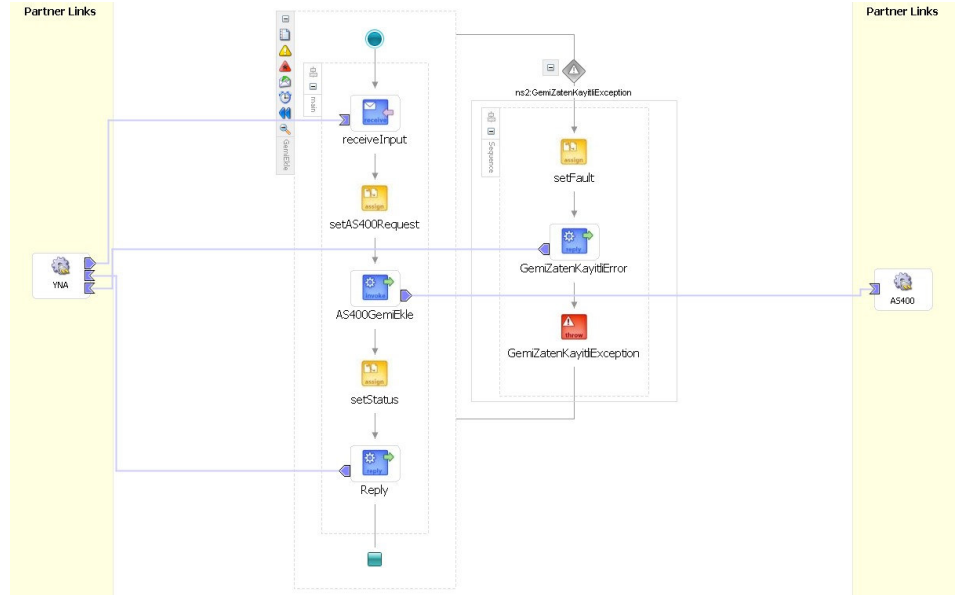 Partner Links
Partner Links
ns2:GemiZatenKayitliException
main
receive
receiveInput
GemiEkle
Sequence
assign
setFault
assign
setAS400Request
reply
GemiZatenKayitliError
YNA
AS400
invoke
AS400GemiEkle
throw
GemiZatenKayitliException
assign
setStatus
reply
Reply